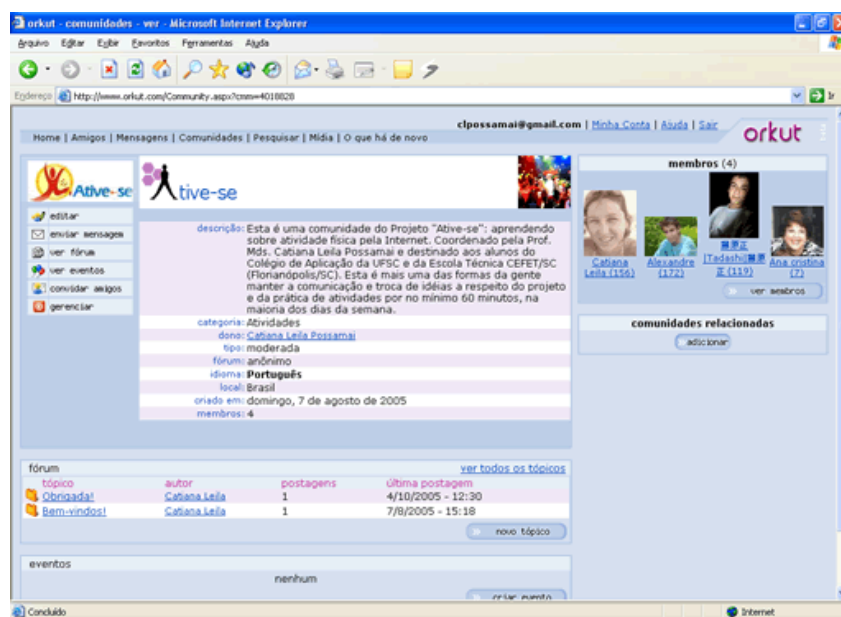 orkut - comunidades - ver - Microsoft Internet Explorer
Arquivo Editar Exibir Favoritos Ferramentas Ajuda
Endereço http://www.orkut.com/Community.aspx?cmm=4018828 Ir
clpossamai@gmail.com | Minha Conta | Ajuda | Sair
Home | Amigos | Mensagens | Comunidades | Pesquisar | Mídia | O que há de novo
orkut
Ative-se
tive-se
editar
enviar mensagem
ver fórum
ver eventos
convidar amigos
gerenciar
descrição: Esta é uma comunidade do Projeto "Ative-se": aprendendo
sobre atividade física pela Internet. Coordenado pela Prof.
Mds. Catiana Leila Possamai e destinado aos alunos do
Colégio de Aplicação da UFSC e da Escola Técnica CEFET/SC
(Florianópolis/SC). Esta é mais uma das formas da gente
manter a comunicação e troca de idéias a respeito do projeto
e da prática de atividades por no mínimo 60 minutos, na
maioria dos dias da semana.
categoria: Atividades
dono: Catiana Leila Possamai
tipo: moderada
fórum: anônimo
idioma: Português
local: Brasil
criado em: domingo, 7 de agosto de 2005
membros: 4
membros (4)
Catiana
Leila (156)
Alexandre
(172)
[Tadashi]
(119)
Ana cristina
(7)
ver membros
comunidades relacionadas
adicionar
fórum ver todos os tópicos
tópico autor postagens última postagem
Obrigada! Catiana Leila 1 4/10/2005 - 12:30
Bem-vindos! Catiana Leila 1 7/8/2005 - 15:18
novo tópico
eventos
nenhum
criar evento
Concluído Internet